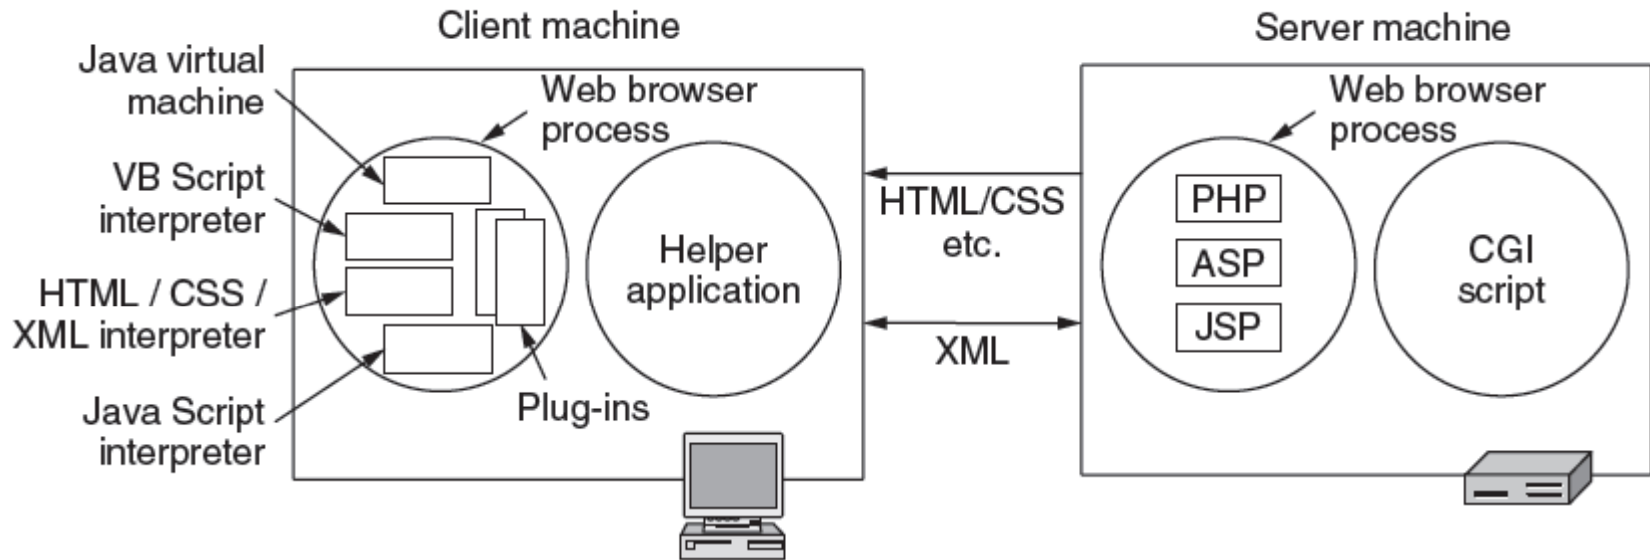 Client machine
Server machine
Java virtual
machine
Web browser
process
Web browser
process
VB Script
interpreter
HTML / CSS /
XML interpreter
Java Script
interpreter
Plug-ins
Helper
application
HTML/CSS
etc.
XML
PHP
ASP
JSP
CGI
script